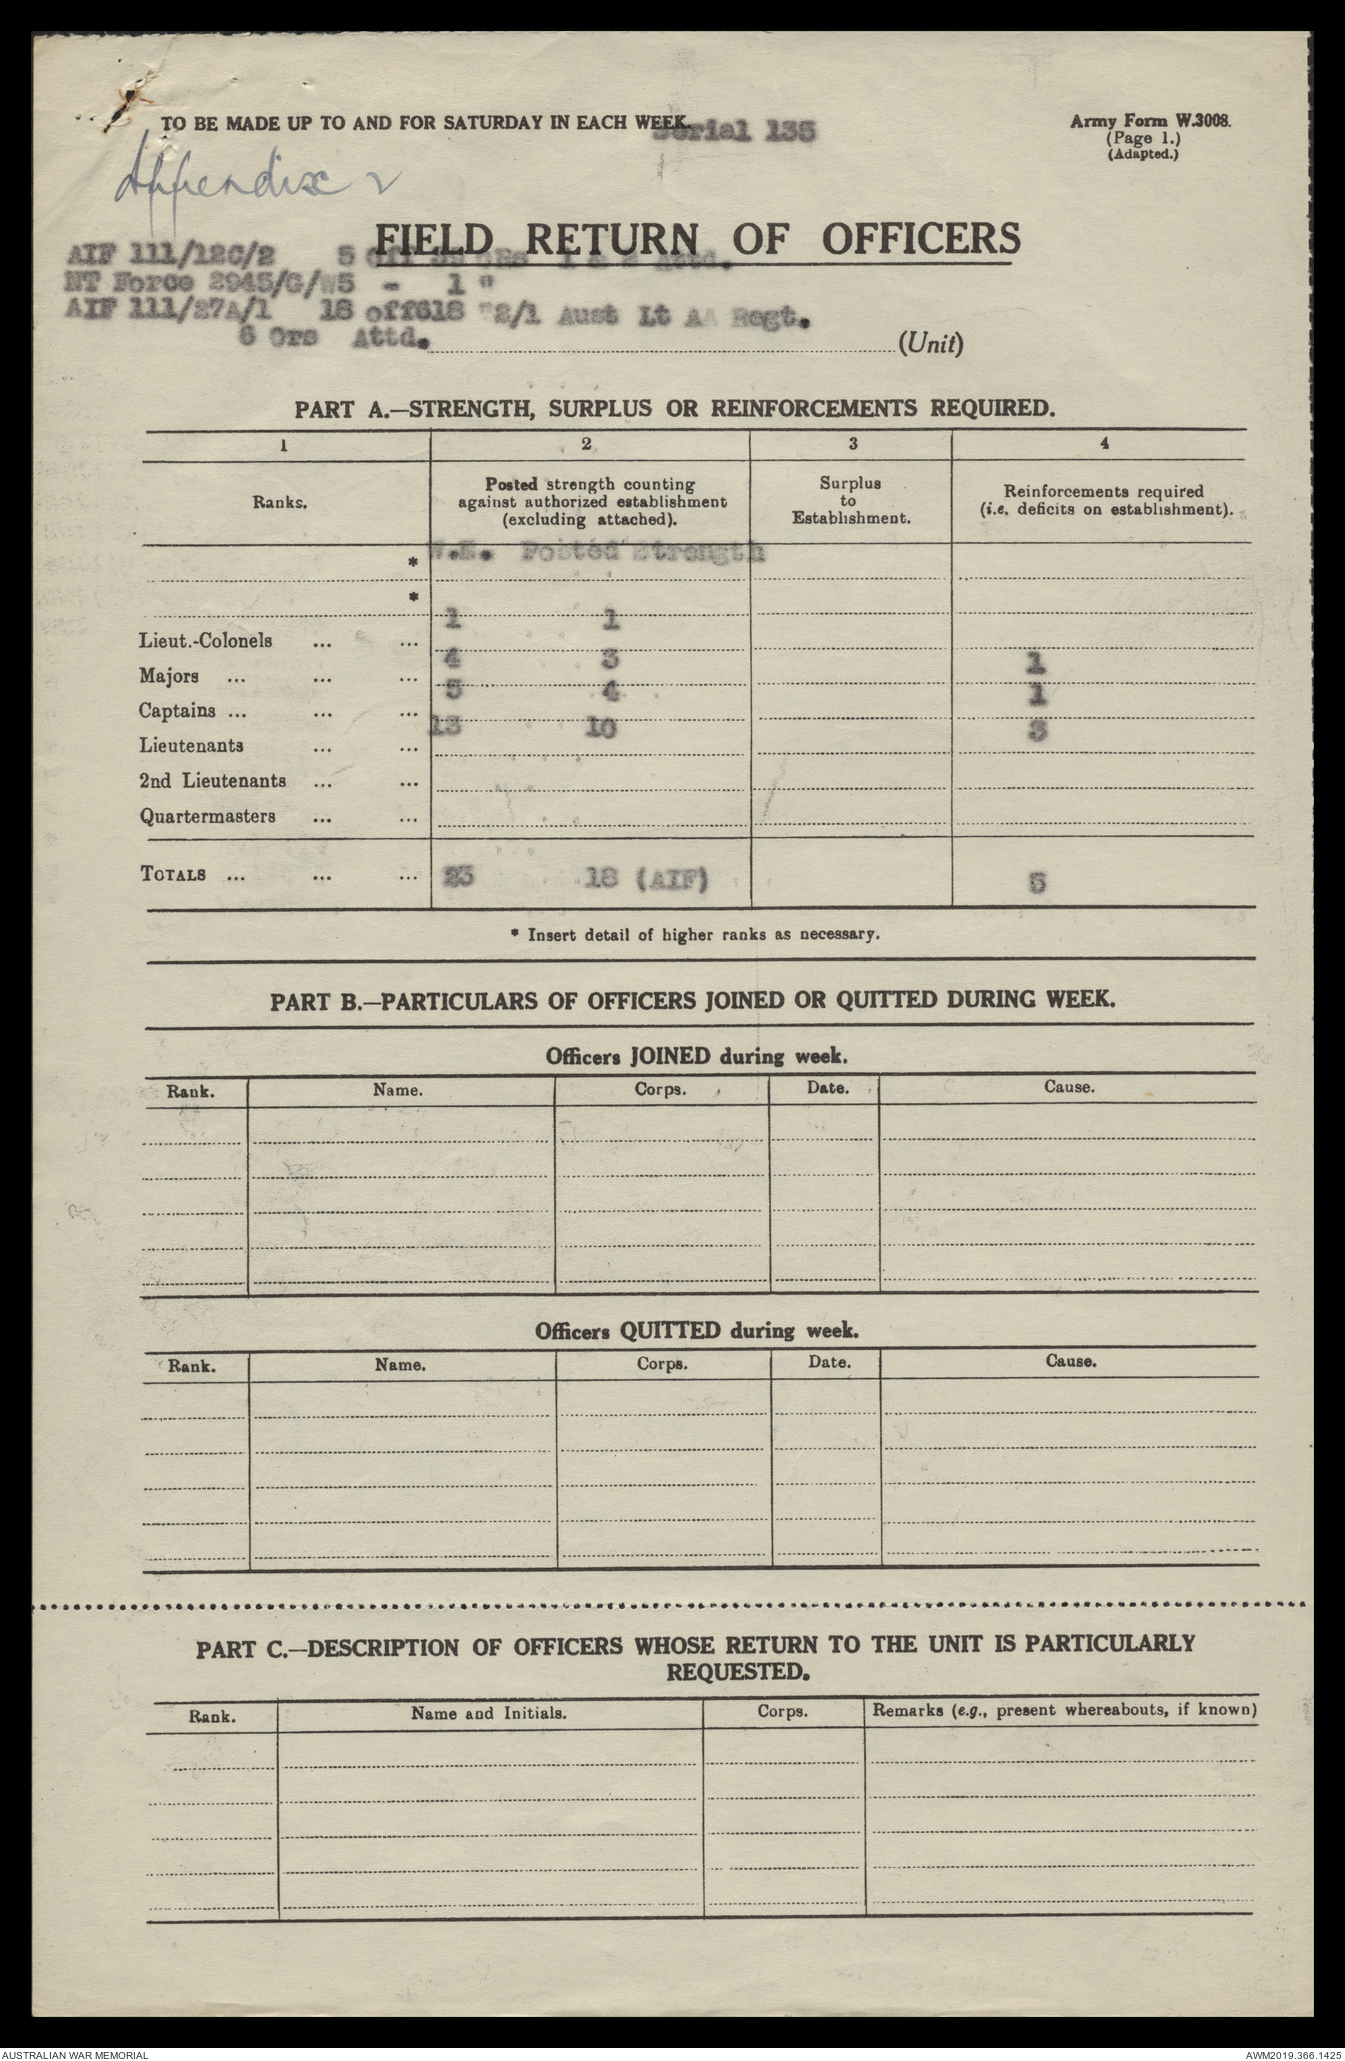 TO BE MADE UP TO AND FOR SATURDAY IN EACH WEEK.
Serial 135
Army Form W.3008.
(Page 1.)
(Adapted.)
Appendix 2
FIELD RETURN OF OFFICERS
AIF 111/12C/2 5 Off ORs Attd.
NT Force 2945/G/W5 - 1 "
AIF 111/27A/1 18 off618 "2/1 Aust Lt AA Regt.
6 Ors Attd.
(Unit)
PART A.—STRENGTH, SURPLUS OR REINFORCEMENTS REQUIRED.
1 2 3 4
Ranks.
Posted strength counting
against authorized establishment
(excluding attached).
Surplus
to
Establishment.
Reinforcements required
(i.e. deficits on establishment).
* W.E. Posted Strength
*
Lieut.-Colonels ... ... 1 1
Majors ... ... ... 4 3 1
Captains ... ... ... 5 4 1
Lieutenants ... ... 13 10 3
2nd Lieutenants ... ...
Quartermasters ... ...
TOTALS ... ... ... 23 18 (AIF) 5
* Insert detail of higher ranks as necessary.
PART B.—PARTICULARS OF OFFICERS JOINED OR QUITTED DURING WEEK.
Officers JOINED during week.
Rank. Name. Corps. Date. Cause.
Officers QUITTED during week.
Rank. Name. Corps. Date. Cause.
PART C.—DESCRIPTION OF OFFICERS WHOSE RETURN TO THE UNIT IS PARTICULARLY
REQUESTED.
Rank. Name and Initials. Corps. Remarks (e.g., present whereabouts, if known)
AUSTRALIAN WAR MEMORIAL
AWM2019.366.1425